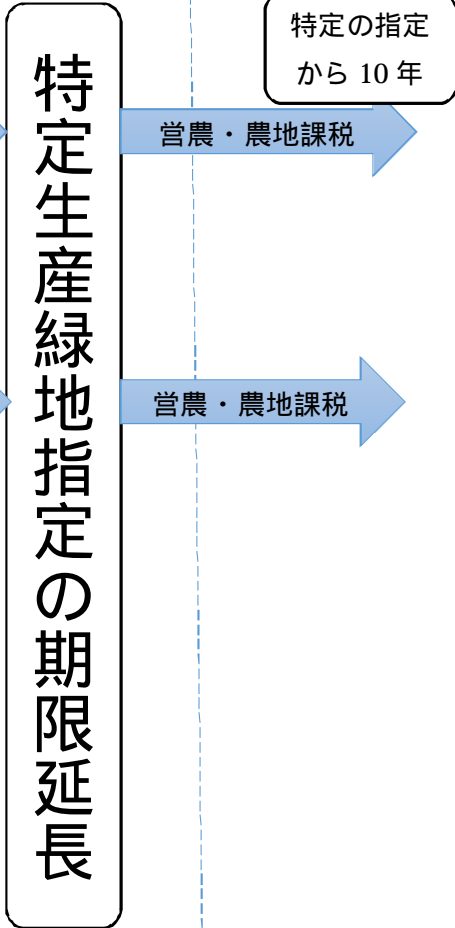 特定の指定
から 10 年
営農・農地課税
営農・農地課税
特定生産緑地指定の期限延長